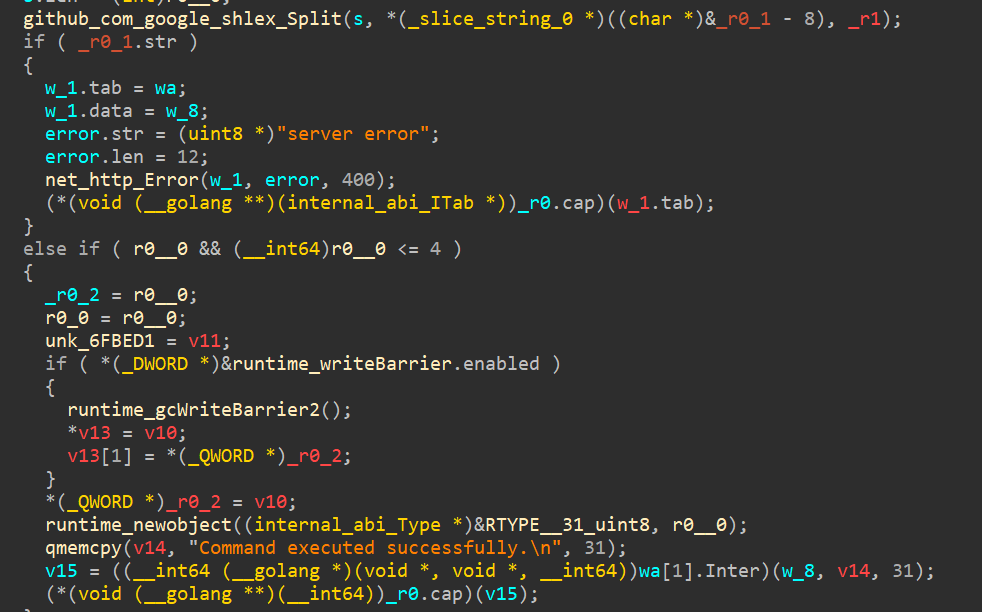 github_com_google_shlex_Split(s, *(_slice_string_0 *)((char *)&_r0_1 - 8), _r1);
if ( _r0_1.str )
{
w_1.tab = wa;
w_1.data = w_8;
error.str = (uint8 *)"server error";
error.len = 12;
net_http_Error(w_1, error, 400);
(*(void (__golang **)(internal_abi_ITab *))_r0.cap)(w_1.tab);
}
else if ( r0__0 && (__int64)r0__0 <= 4 )
{
_r0_2 = r0__0;
r0_0 = r0__0;
unk_6FBED1 = v11;
if ( *(_DWORD *)&runtime_writeBarrier.enabled )
{
runtime_gcWriteBarrier2();
*v13 = v10;
v13[1] = *(_QWORD *)_r0_2;
}
*(_QWORD *)_r0_2 = v10;
runtime_newobject((internal_abi_Type *)&RTYPE__31_uint8, r0__0);
qmemcpy(v14, "Command executed successfully.\n", 31);
v15 = ((__int64 (__golang *)(void *, void *, __int64))wa[1].Inter)(w_8, v14, 31);
(*(void (__golang **)(__int64))_r0.cap)(v15);